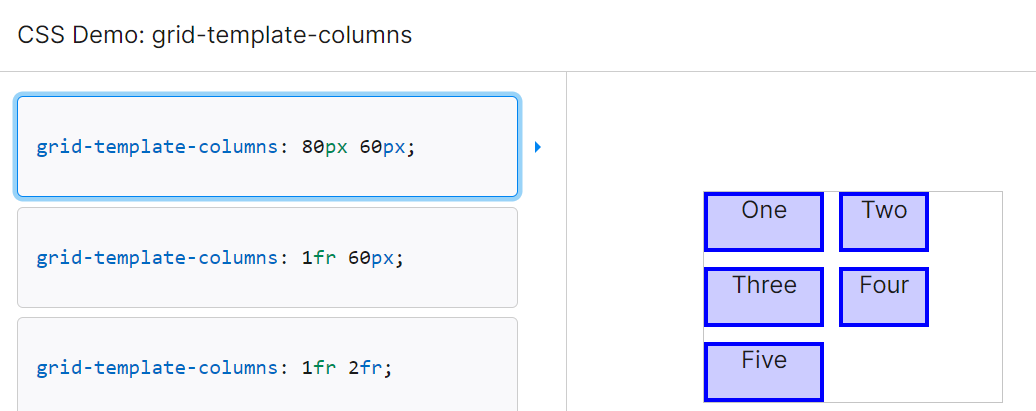 CSS Demo: grid-template-columns
grid-template-columns: 80px 60px;
grid-template-columns: 1fr 60px;
grid-template-columns: 1fr 2fr;
One Two
Three Four
Five